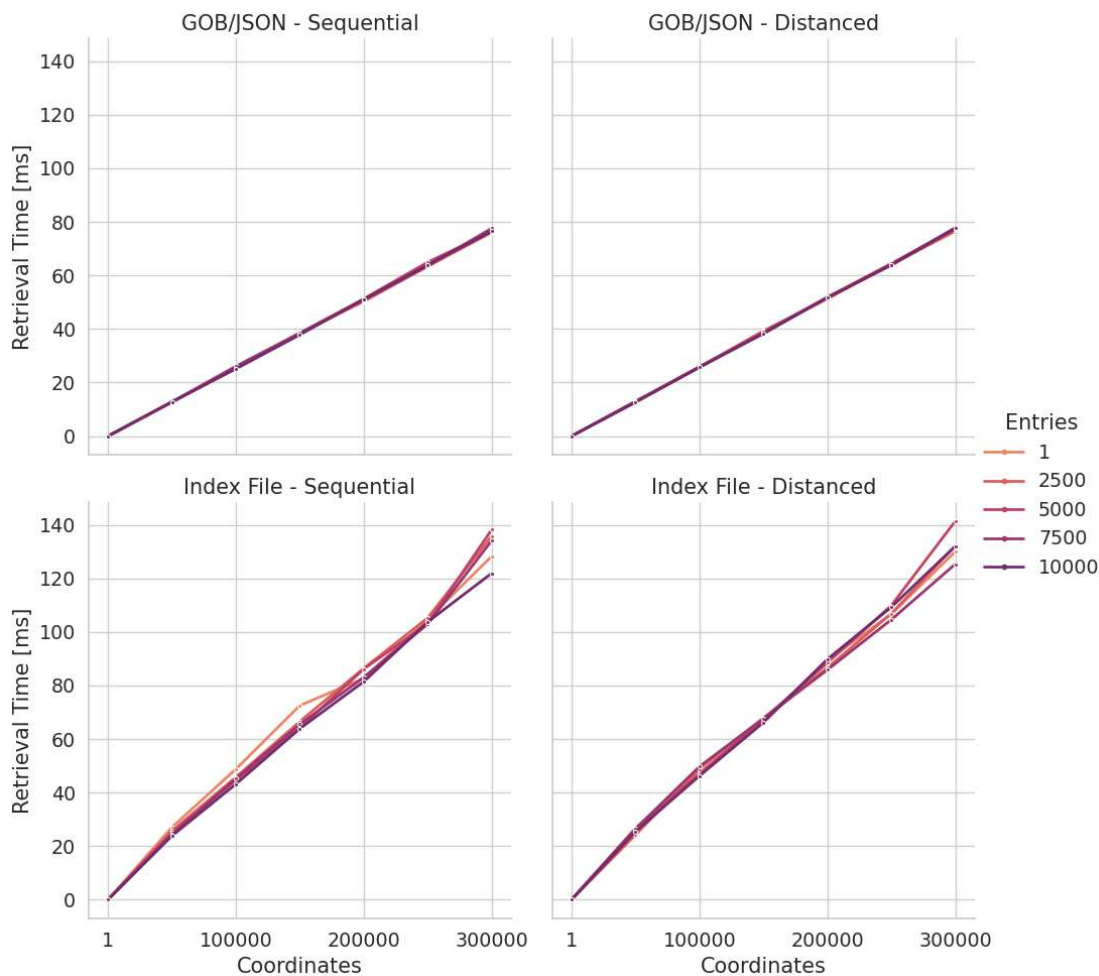 GOB/JSON - Sequential
GOB/JSON - Distanced
140
120
100
80
60
40
20
0
Retrieval Time [ms]
Index File - Sequential
Index File - Distanced
140
120
100
80
60
40
20
0
Retrieval Time [ms]
1 100000 200000 300000
Coordinates
1 100000 200000 300000
Coordinates
Entries
1
2500
5000
7500
10000